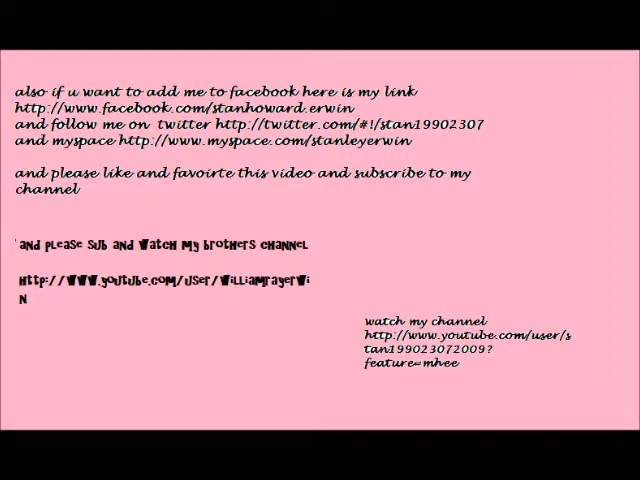 also if u want to add me to facebook here is my link
http://www.facebook.com/stanhoward.erwin
and follow me on twitter http://twitter.com/#!/stan19902307
and myspace http://www.myspace.com/stanleyerwin
and please like and favoirte this video and subscribe to my
channel
'and please sub and watch my brothers channel
http://www.youtube.com/user/williamrayerwi
n
watch my channel
http://www.youtube.com/user/s
tan199023072009?
feature=mhee